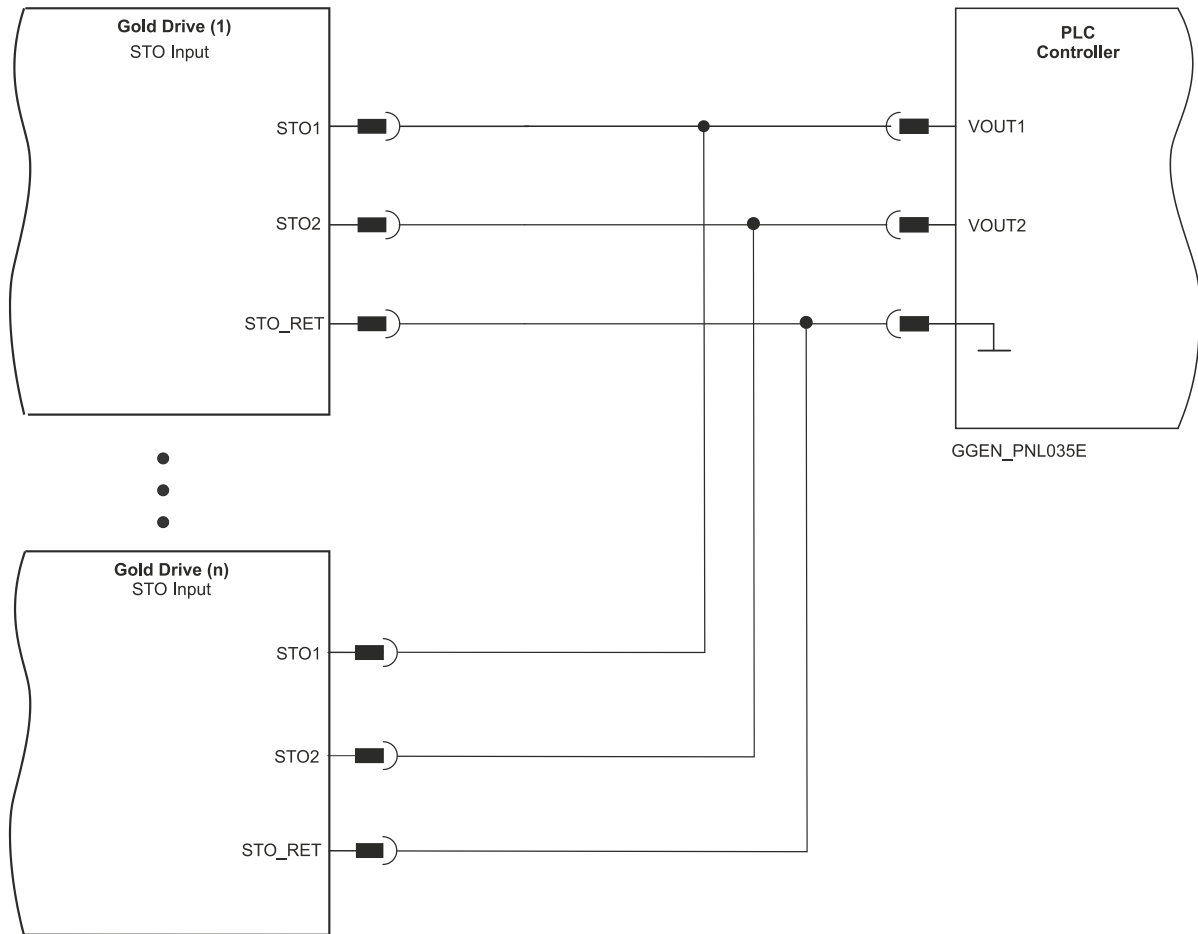 Gold Drive (1)
STO Input
STO1
STO2
STO_RET
PLC
Controller
VOUT1
VOUT2
GGEN_PNL035E
Gold Drive (n)
STO Input
STO1
STO2
STO_RET